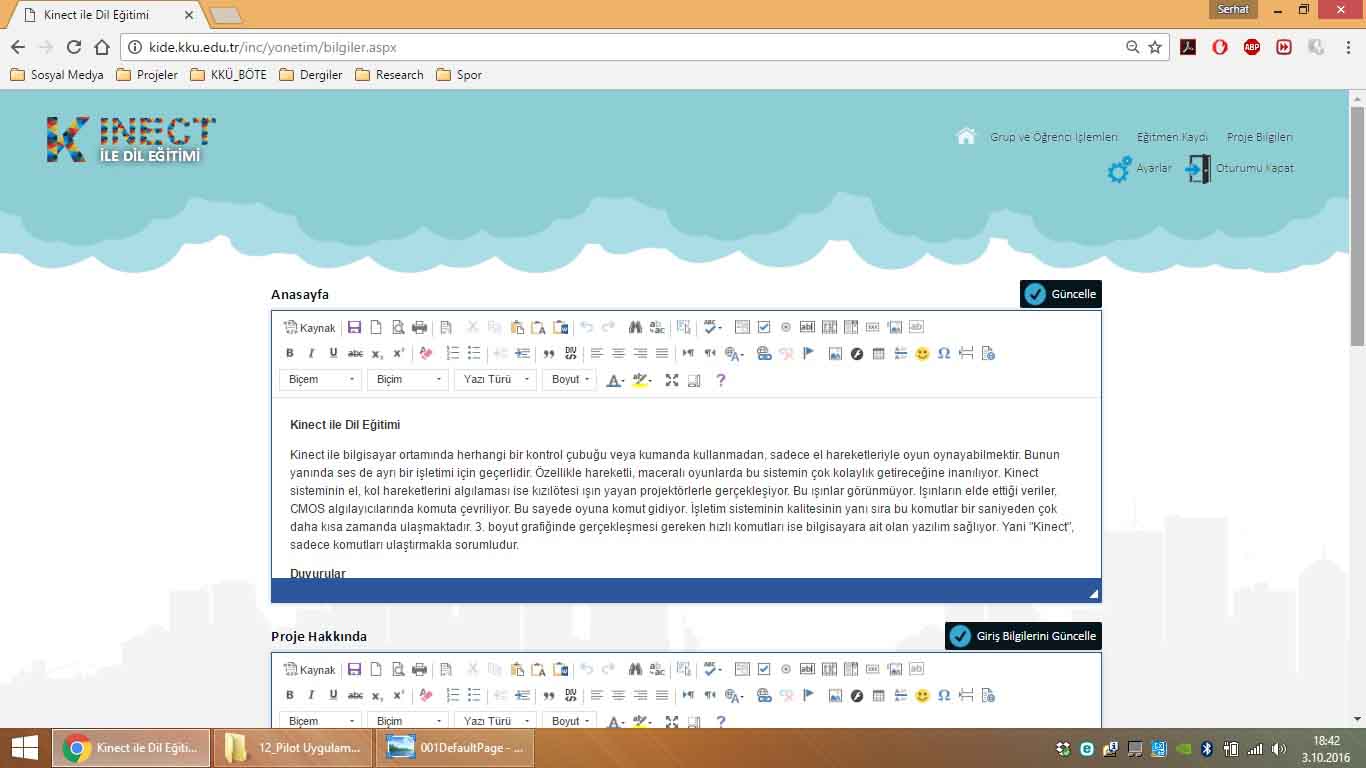 Kinect ile Dil Eğitimi
Serhat
kide.kku.edu.tr/inc/yonetim/bilgiler.aspx
ABP
Sosyal Medya Projeler KKÜ_BÖTE Dergiler Research Spor
KINECT
İLE DİL EĞİTİMİ
Grup ve Öğrenci İşlemleri Eğitmen Kaydı Proje Bilgileri
Ayarlar Oturumu Kapat
Anasayfa Güncelle
Kaynak
B I U abc x₂ x²
Biçem Biçim Yazı Türü Boyut A ?
Kinect ile Dil Eğitimi
Kinect ile bilgisayar ortamında herhangi bir kontrol çubuğu veya kumanda kullanmadan, sadece el hareketleriyle oyun oynayabilmektir. Bunun
yanında ses de ayrı bir işletimi için geçerlidir. Özellikle hareketli, maceralı oyunlarda bu sistemin çok kolaylık getireceğine inanılıyor. Kinect
sisteminin el, kol hareketlerini algılaması ise kızılötesi ışın yayan projektörlerle gerçekleşiyor. Bu ışınlar görünmüyor. Işınların elde ettiği veriler,
CMOS algılayıcılarında komuta çevriliyor. Bu sayede oyuna komut gidiyor. İşletim sisteminin kalitesinin yanı sıra bu komutlar bir saniyeden çok
daha kısa zamanda ulaşmaktadır. 3. boyut grafiğinde gerçekleşmesi gereken hızlı komutları ise bilgisayara ait olan yazılım sağlıyor. Yani "Kinect",
sadece komutları ulaştırmakla sorumludur.
Duyurular
Proje Hakkında Giriş Bilgilerini Güncelle
Kaynak
B I U abc x₂ x²
Biçem Biçim Yazı Türü Boyut A ?
Kinect ile Dil Eğiti... 12_Pilot Uygulam... 001DefaultPage - ...
18:42
3.10.2016